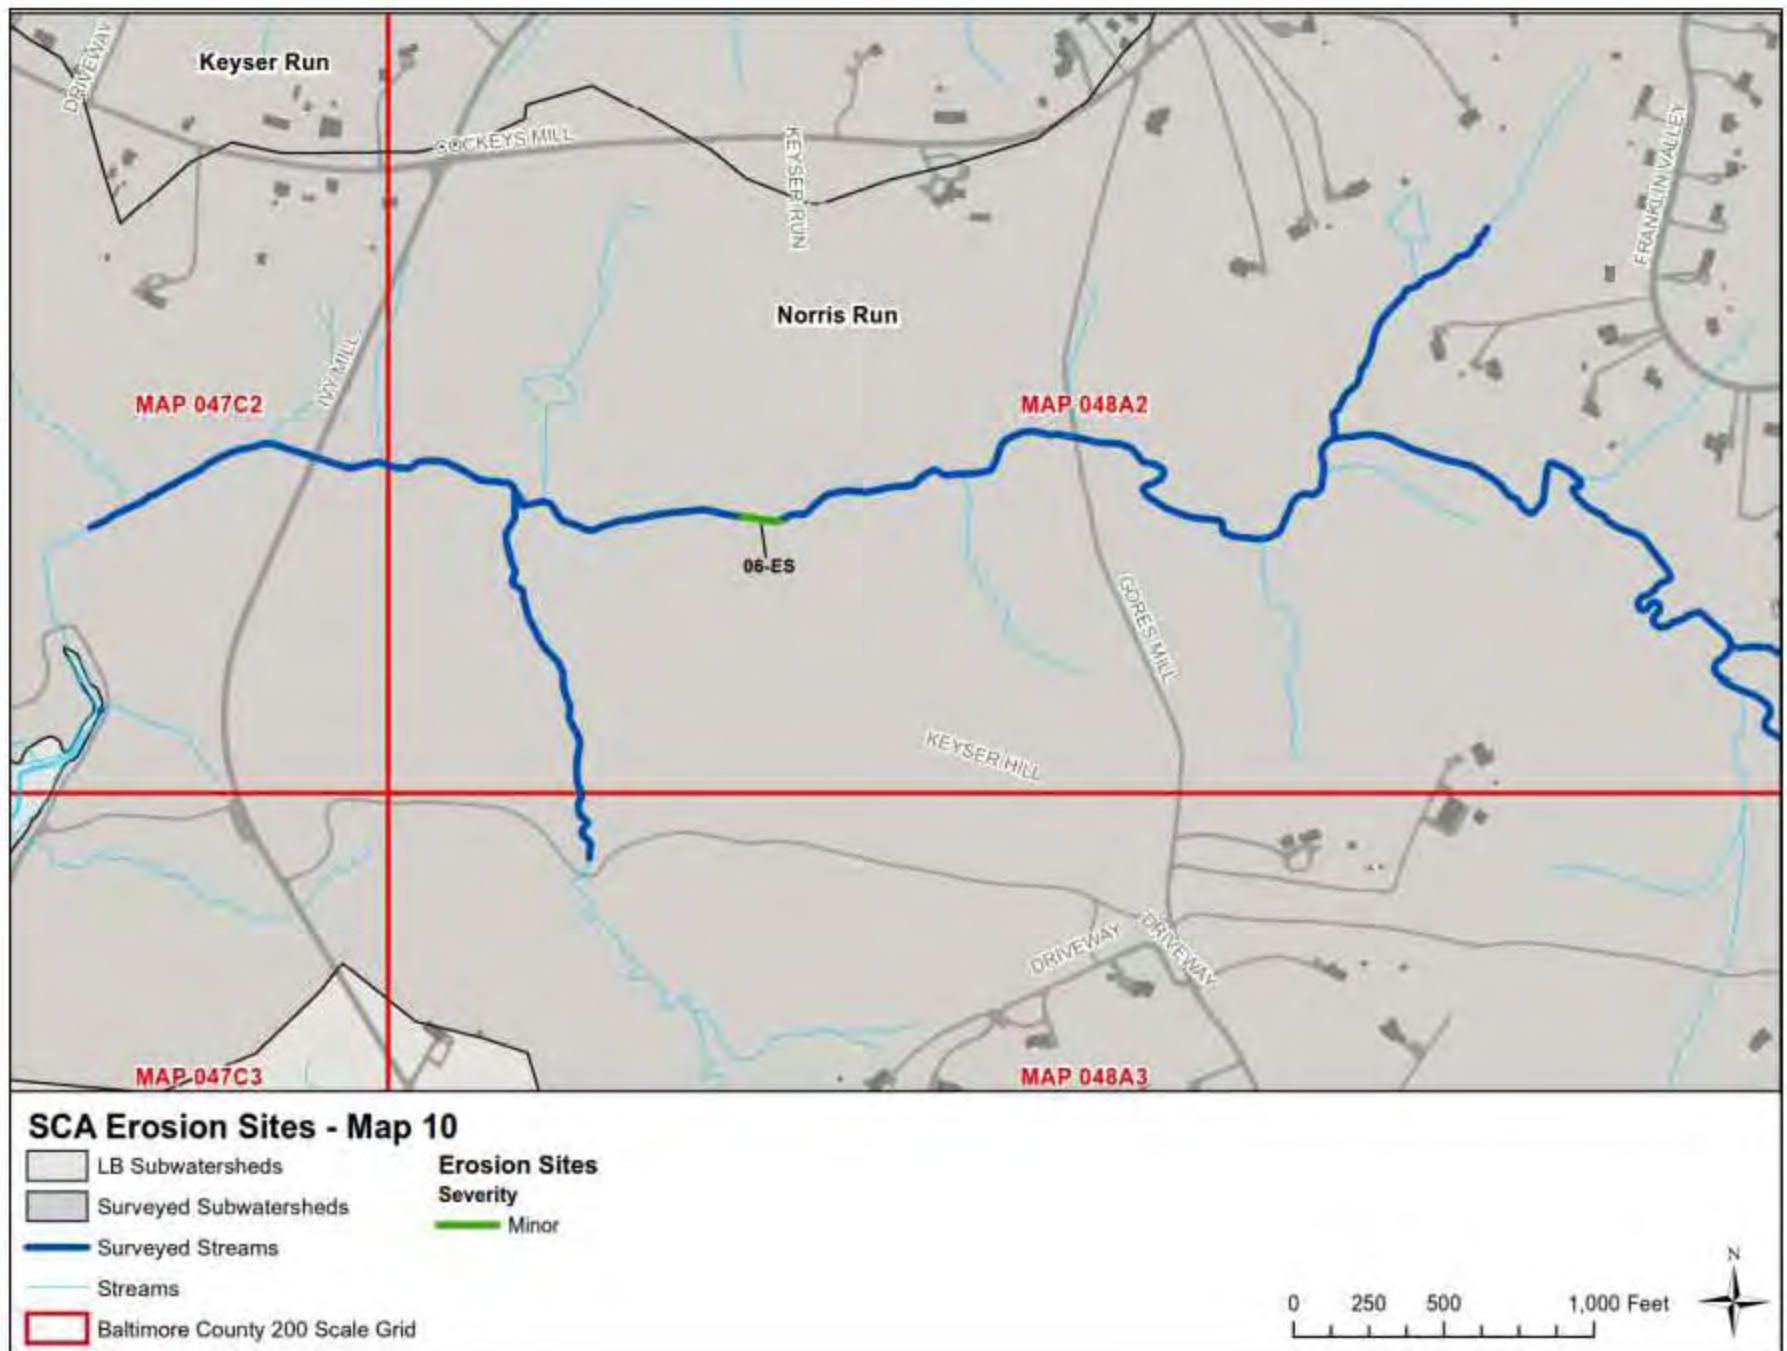 DRIVEWAY
Keyser Run
COCKEYS MILL
KEYSER RUN
FRANKLIN VALLEY
Norris Run
IVY MILL
MAP 047C2
MAP 048A2
06-ES
GORES MILL
KEYSER HILL
DRIVEWAY
DRIVEWAY
MAP 047C3
MAP 048A3
SCA Erosion Sites - Map 10
LB Subwatersheds
Surveyed Subwatersheds
Surveyed Streams
Streams
Baltimore County 200 Scale Grid
Erosion Sites
Severity
Minor
N
0 250 500 1,000 Feet